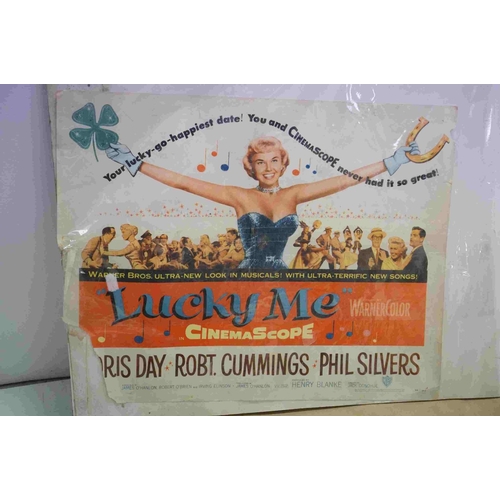 Your lucky-go-happiest date! You and CINEMASCOPE never had it so great!
WARNER BROS. ULTRA-NEW LOOK IN MUSICALS! WITH ULTRA-TERRIFIC NEW SONGS!
"LUCKY ME"
IN CINEMASCOPE
WARNERCOLOR
ORIS DAY · ROBT. CUMMINGS · PHIL SILVERS
HENRY BLANKE